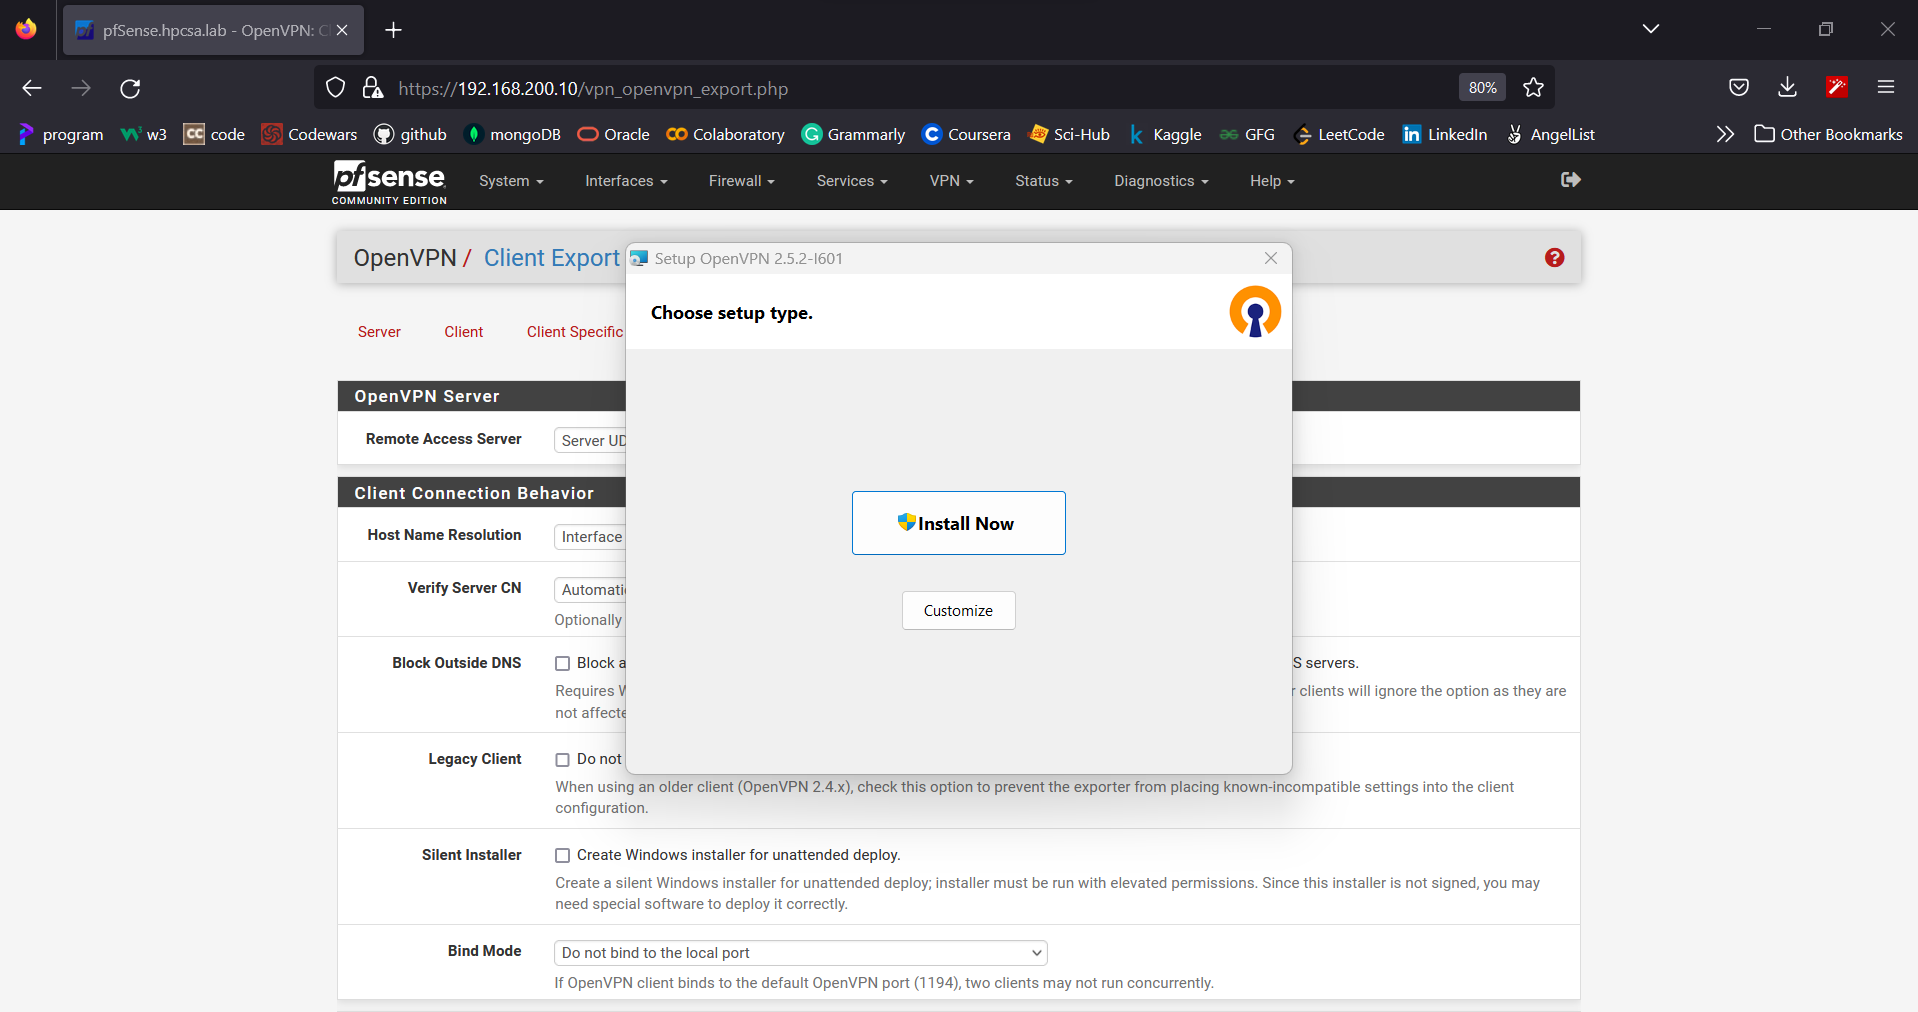 pfSense.hpcsa.lab - OpenVPN: Cl
https://192.168.200.10/vpn_openvpn_export.php
80%
program
w3
code
Codewars
github
mongoDB
Oracle
Colaboratory
Grammarly
Coursera
Sci-Hub
Kaggle
GFG
LeetCode
LinkedIn
AngelList
Other Bookmarks
pfsense
COMMUNITY EDITION
System
Interfaces
Firewall
Services
VPN
Status
Diagnostics
Help
OpenVPN / Client Export
Server
Client
Client Specific
OpenVPN Server
Remote Access Server
Server UD
Client Connection Behavior
Host Name Resolution
Interface
Verify Server CN
Automati
Optionally
Block Outside DNS
Block a
S servers.
Requires W
r clients will ignore the option as they are
not affecte
Legacy Client
Do not
When using an older client (OpenVPN 2.4.x), check this option to prevent the exporter from placing known-incompatible settings into the client
configuration.
Silent Installer
Create Windows installer for unattended deploy.
Create a silent Windows installer for unattended deploy; installer must be run with elevated permissions. Since this installer is not signed, you may
need special software to deploy it correctly.
Bind Mode
Do not bind to the local port
If OpenVPN client binds to the default OpenVPN port (1194), two clients may not run concurrently.
Setup OpenVPN 2.5.2-I601
Choose setup type.
Install Now
Customize